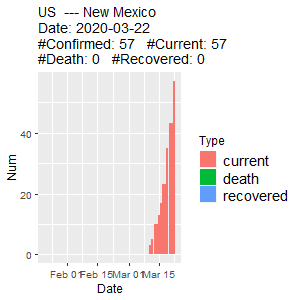 US --- New Mexico
Date: 2020-03-22
#Confirmed: 57 #Current: 57
#Death: 0 #Recovered: 0
Num
40
20
0
Feb 01 Feb 15 Mar 01 Mar 15
Date
Type
current
death
recovered